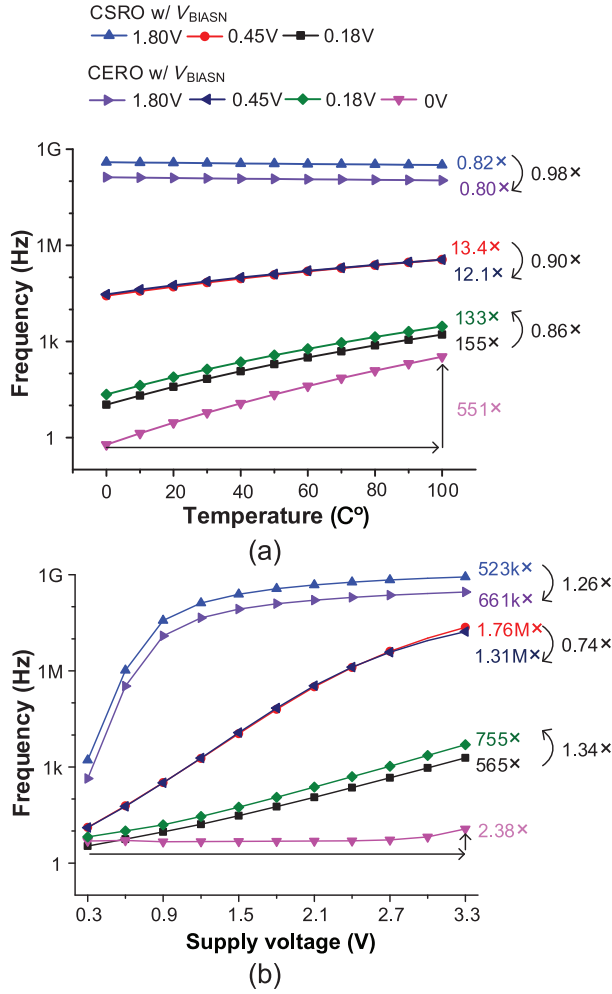 CSRO w/ VBIASN
1.80V 0.45V 0.18V
CERO w/ VBIASN
1.80V 0.45V 0.18V 0V
1G
1M
1k
1
Frequency (Hz)
0.82×
0.80×
0.98×
13.4×
12.1×
0.90×
133×
155×
0.86×
551×
0 20 40 60 80 100
Temperature (Cº)
(a)
1G
1M
1k
1
Frequency (Hz)
523k×
661k×
1.26×
1.76M×
1.31M×
0.74×
755×
565×
1.34×
2.38×
0.3 0.9 1.5 2.1 2.7 3.3
Supply voltage (V)
(b)